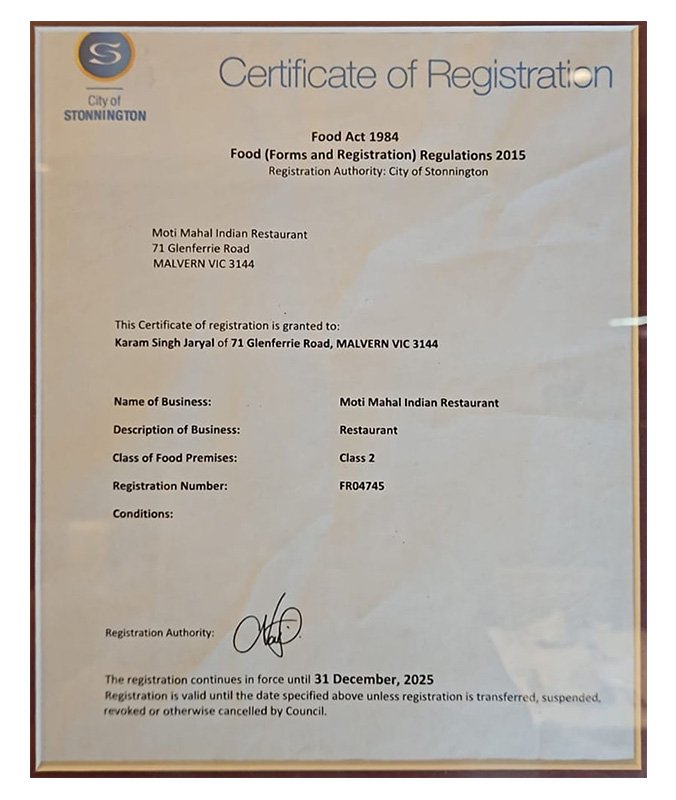 S
City of
STONNINGTON
Certificate of Registration
Food Act 1984
Food (Forms and Registration) Regulations 2015
Registration Authority: City of Stonnington
Moti Mahal Indian Restaurant
71 Glenferrie Road
MALVERN VIC 3144
This Certificate of registration is granted to:
Karam Singh Jaryal of 71 Glenferrie Road, MALVERN VIC 3144
Name of Business: Moti Mahal Indian Restaurant
Description of Business: Restaurant
Class of Food Premises: Class 2
Registration Number: FR04745
Conditions:
Registration Authority:
The registration continues in force until 31 December, 2025
Registration is valid until the date specified above unless registration is transferred, suspended,
revoked or otherwise cancelled by Council.